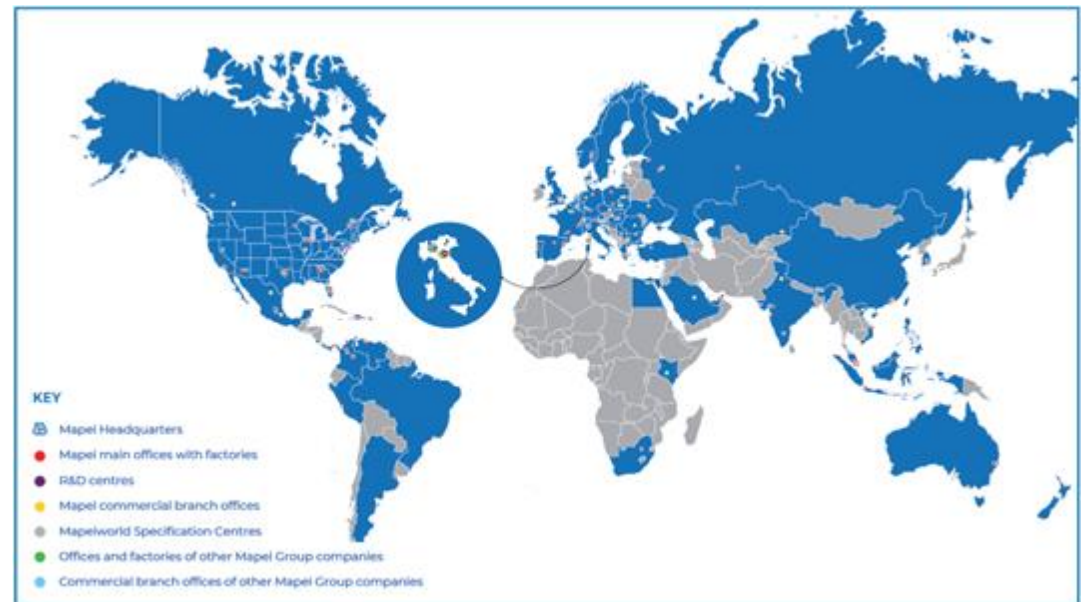 KEY
Mapei Headquarters
Mapei main offices with factories
R&D centres
Mapei commercial branch offices
Mapeiworld Specification Centres
Offices and factories of other Mapei Group companies
Commercial branch offices of other Mapei Group companies